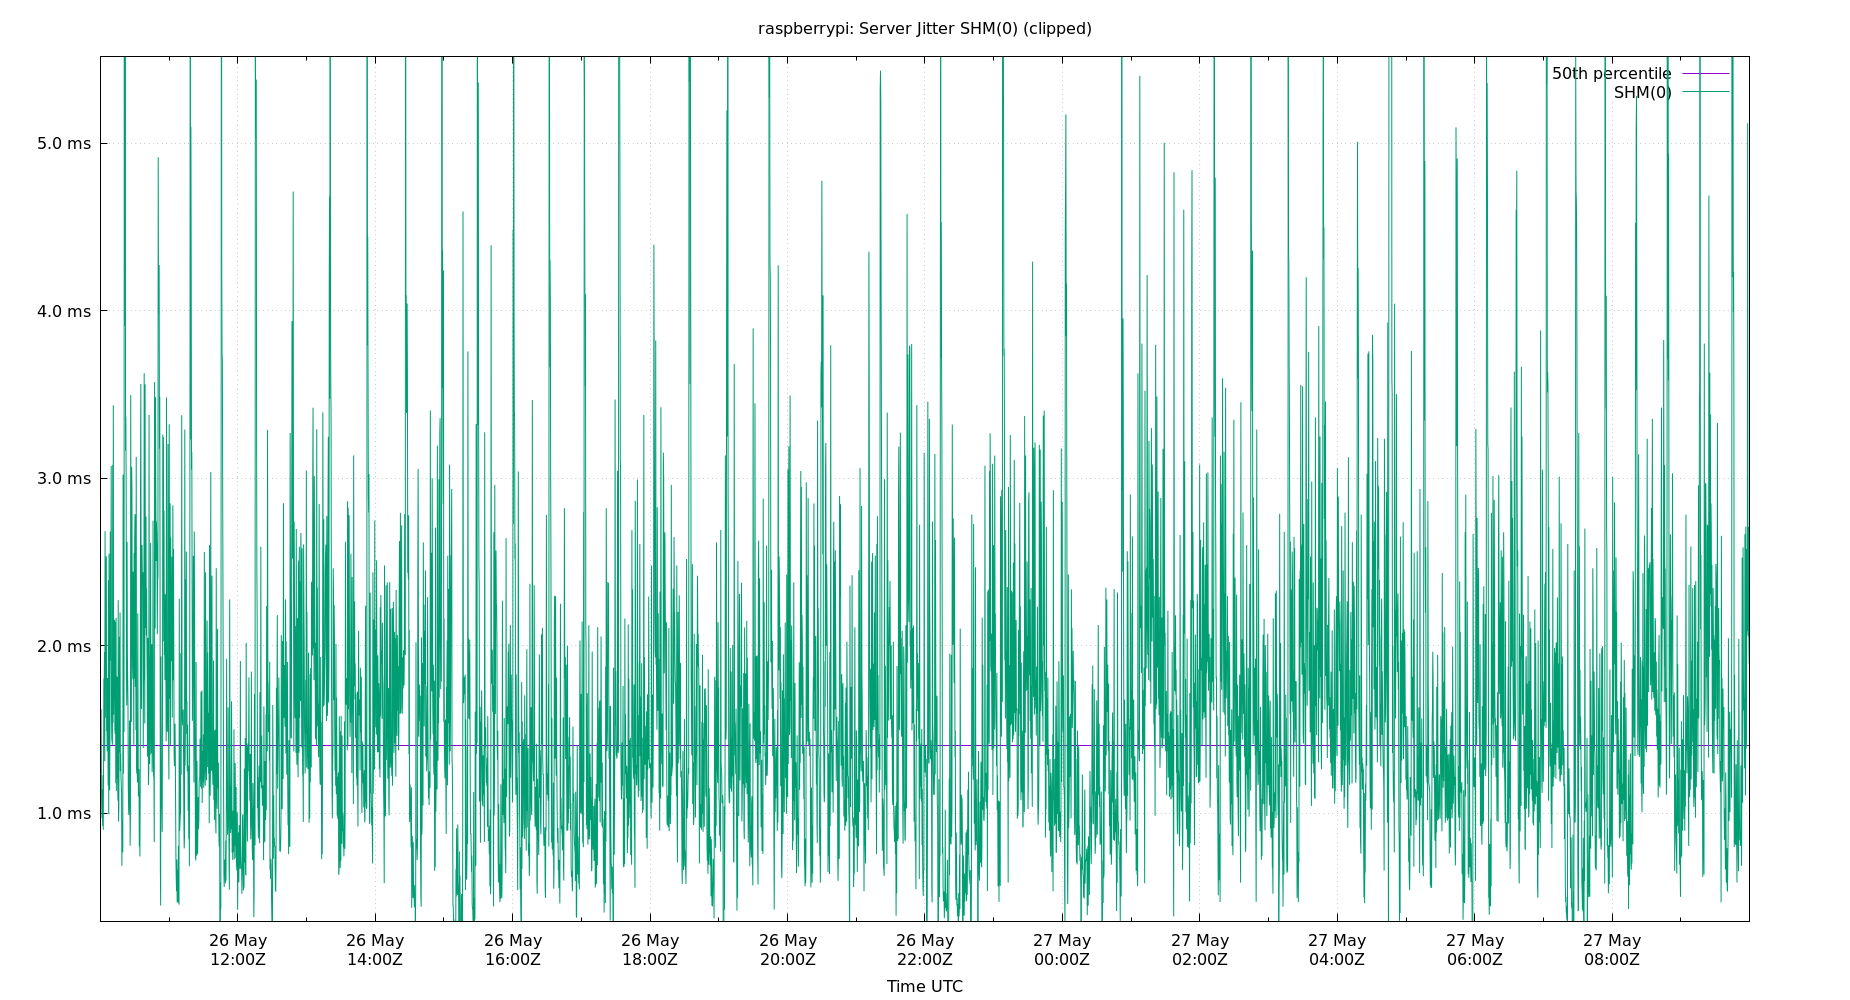 raspberrypi: Server Jitter SHM(0) (clipped)
50th percentile
SHM(0)
5.0 ms
4.0 ms
3.0 ms
2.0 ms
1.0 ms
26 May 26 May 26 May 26 May 26 May 26 May 27 May 27 May 27 May 27 May 27 May
12:00Z 14:00Z 16:00Z 18:00Z 20:00Z 22:00Z 00:00Z 02:00Z 04:00Z 06:00Z 08:00Z
Time UTC